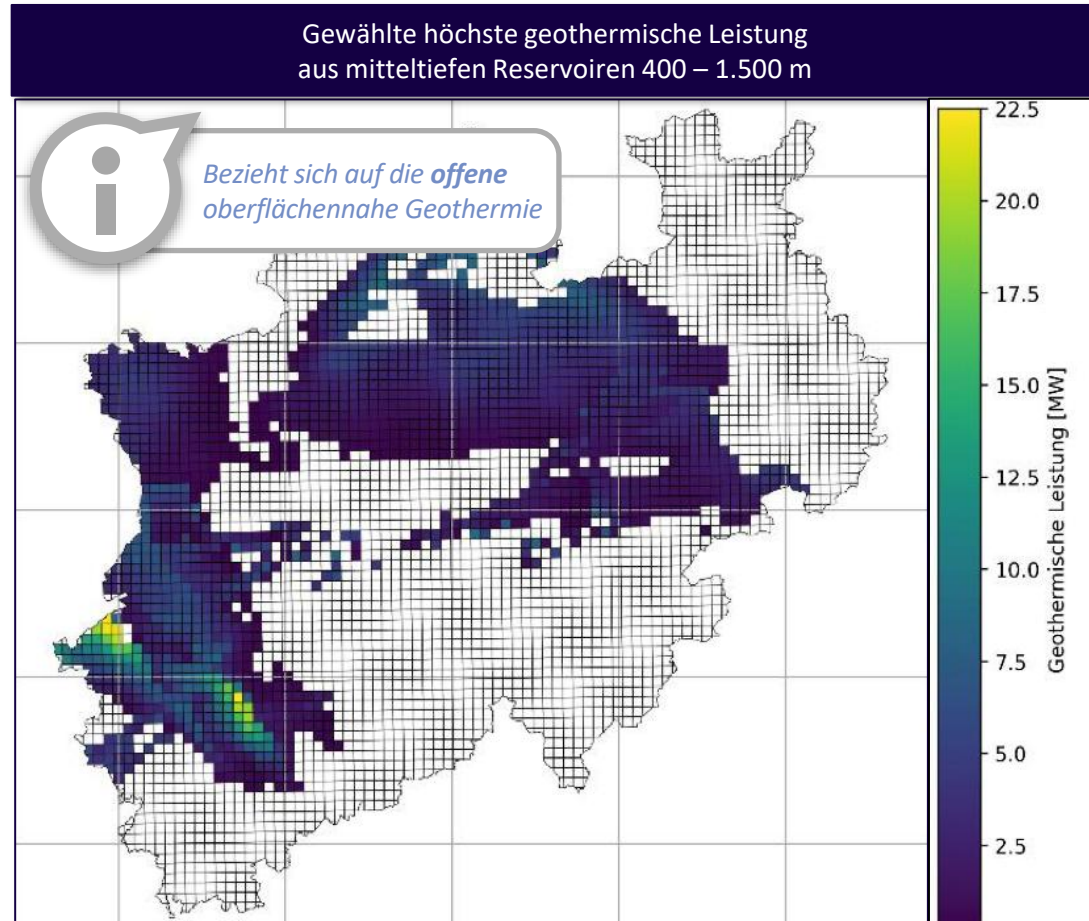 Gewählte höchste geothermische Leistung
aus mitteltiefen Reservoiren 400 – 1.500 m
i
Bezieht sich auf die offene
oberflächennahe Geothermie
22.5
20.0
17.5
15.0
12.5
10.0
7.5
5.0
2.5
Geothermische Leistung [MW]